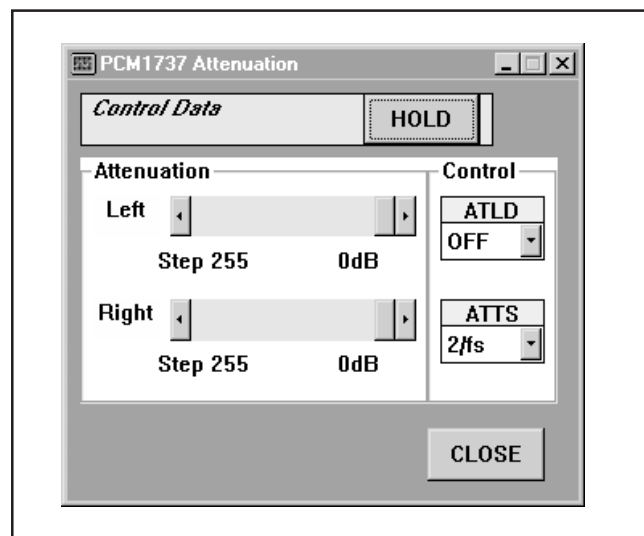 PCM1737 Attenuation
Control Data
HOLD
Attenuation
Left
Step 255 0dB
Right
Step 255 0dB
Control
ATLD
OFF
ATTS
2/fs
CLOSE